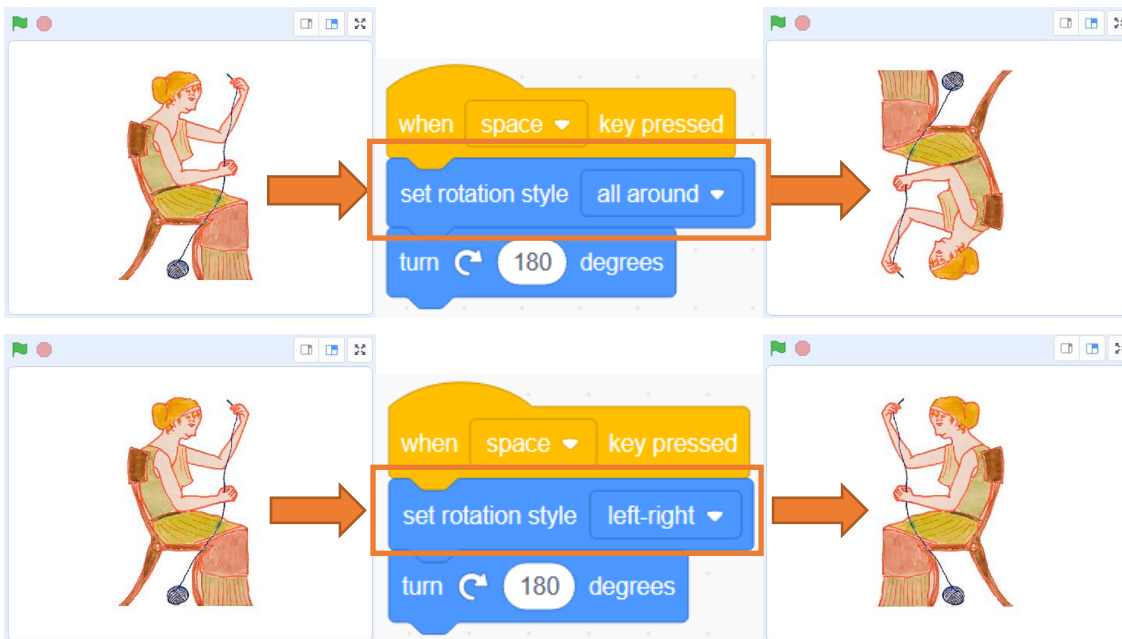 when space key pressed
set rotation style all around
turn 180 degrees
when space key pressed
set rotation style left-right
turn 180 degrees